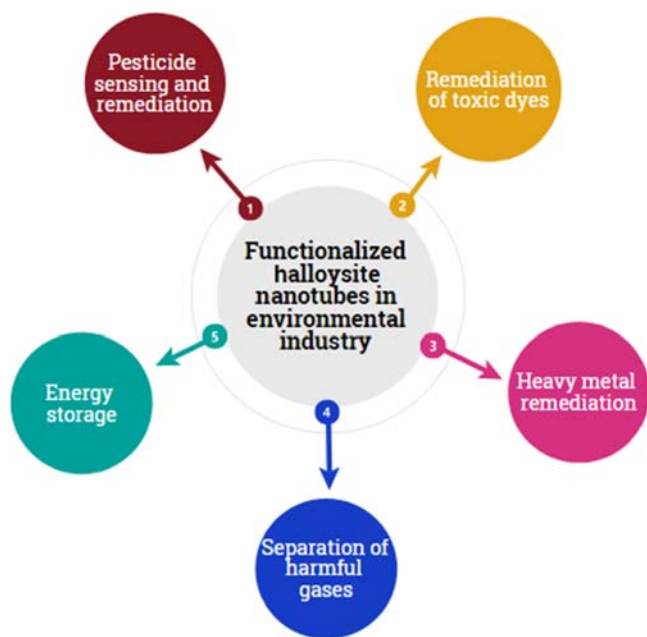 Pesticide
sensing and
remediation
Remediation
of toxic dyes
1
2
Functionalized
halloysite
nanotubes in
environmental
industry
5
3
Energy
storage
Heavy metal
remediation
4
Separation of
harmful
gases